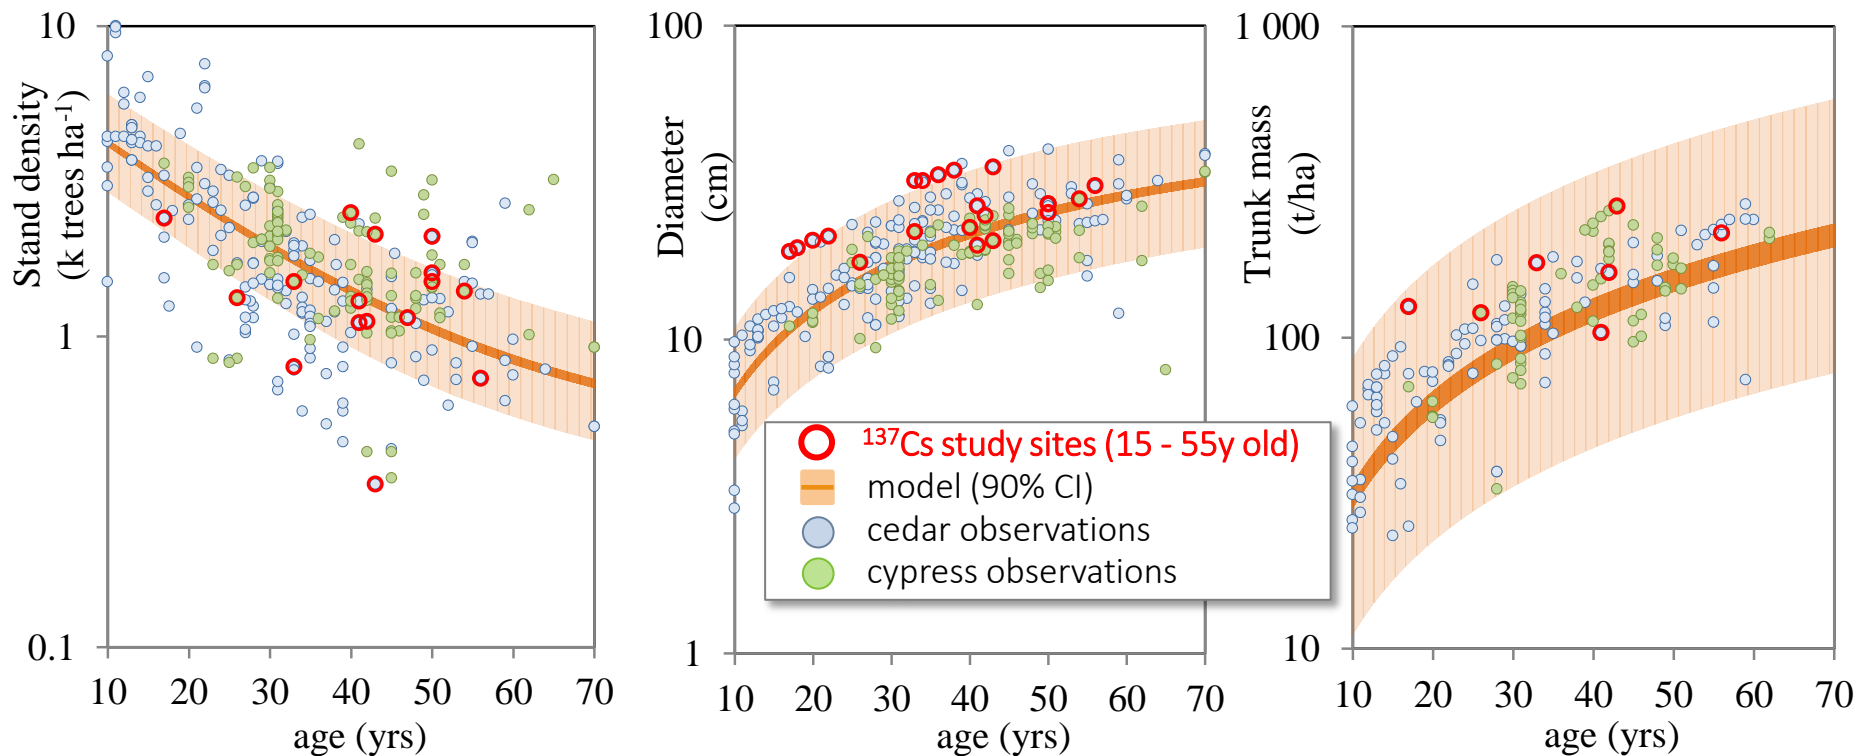 Stand density
(k trees ha⁻¹)
10
1
0.1
10 20 30 40 50 60 70
age (yrs)
Diameter
(cm)
100
10
1
10 20 30 40 50 60 70
age (yrs)
Trunk mass
(t/ha)
1 000
100
10
10 20 30 40 50 60 70
age (yrs)
¹³⁷Cs study sites (15 - 55y old)
model (90% CI)
cedar observations
cypress observations